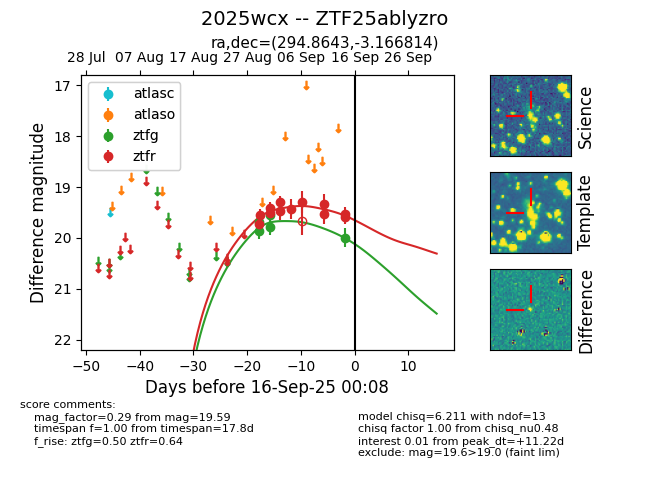 2025wcx -- ZTF25ablyzro
ra,dec=(294.8643,-3.166814)
28 Jul 07 Aug 17 Aug 27 Aug 06 Sep 16 Sep 26 Sep
17
18
19
20
21
22
Difference magnitude
atlasc
atlaso
ztfg
ztfr
−50 −40 −30 −20 −10 0 10
Days before 16-Sep-25 00:08
Science
Template
Difference
score comments:
mag_factor=0.29 from mag=19.59
timespan f=1.00 from timespan=17.8d
f_rise: ztfg=0.50 ztfr=0.64
model chisq=6.211 with ndof=13
chisq factor 1.00 from chisq_nu0.48
interest 0.01 from peak_dt=+11.22d
exclude: mag=19.6>19.0 (faint lim)